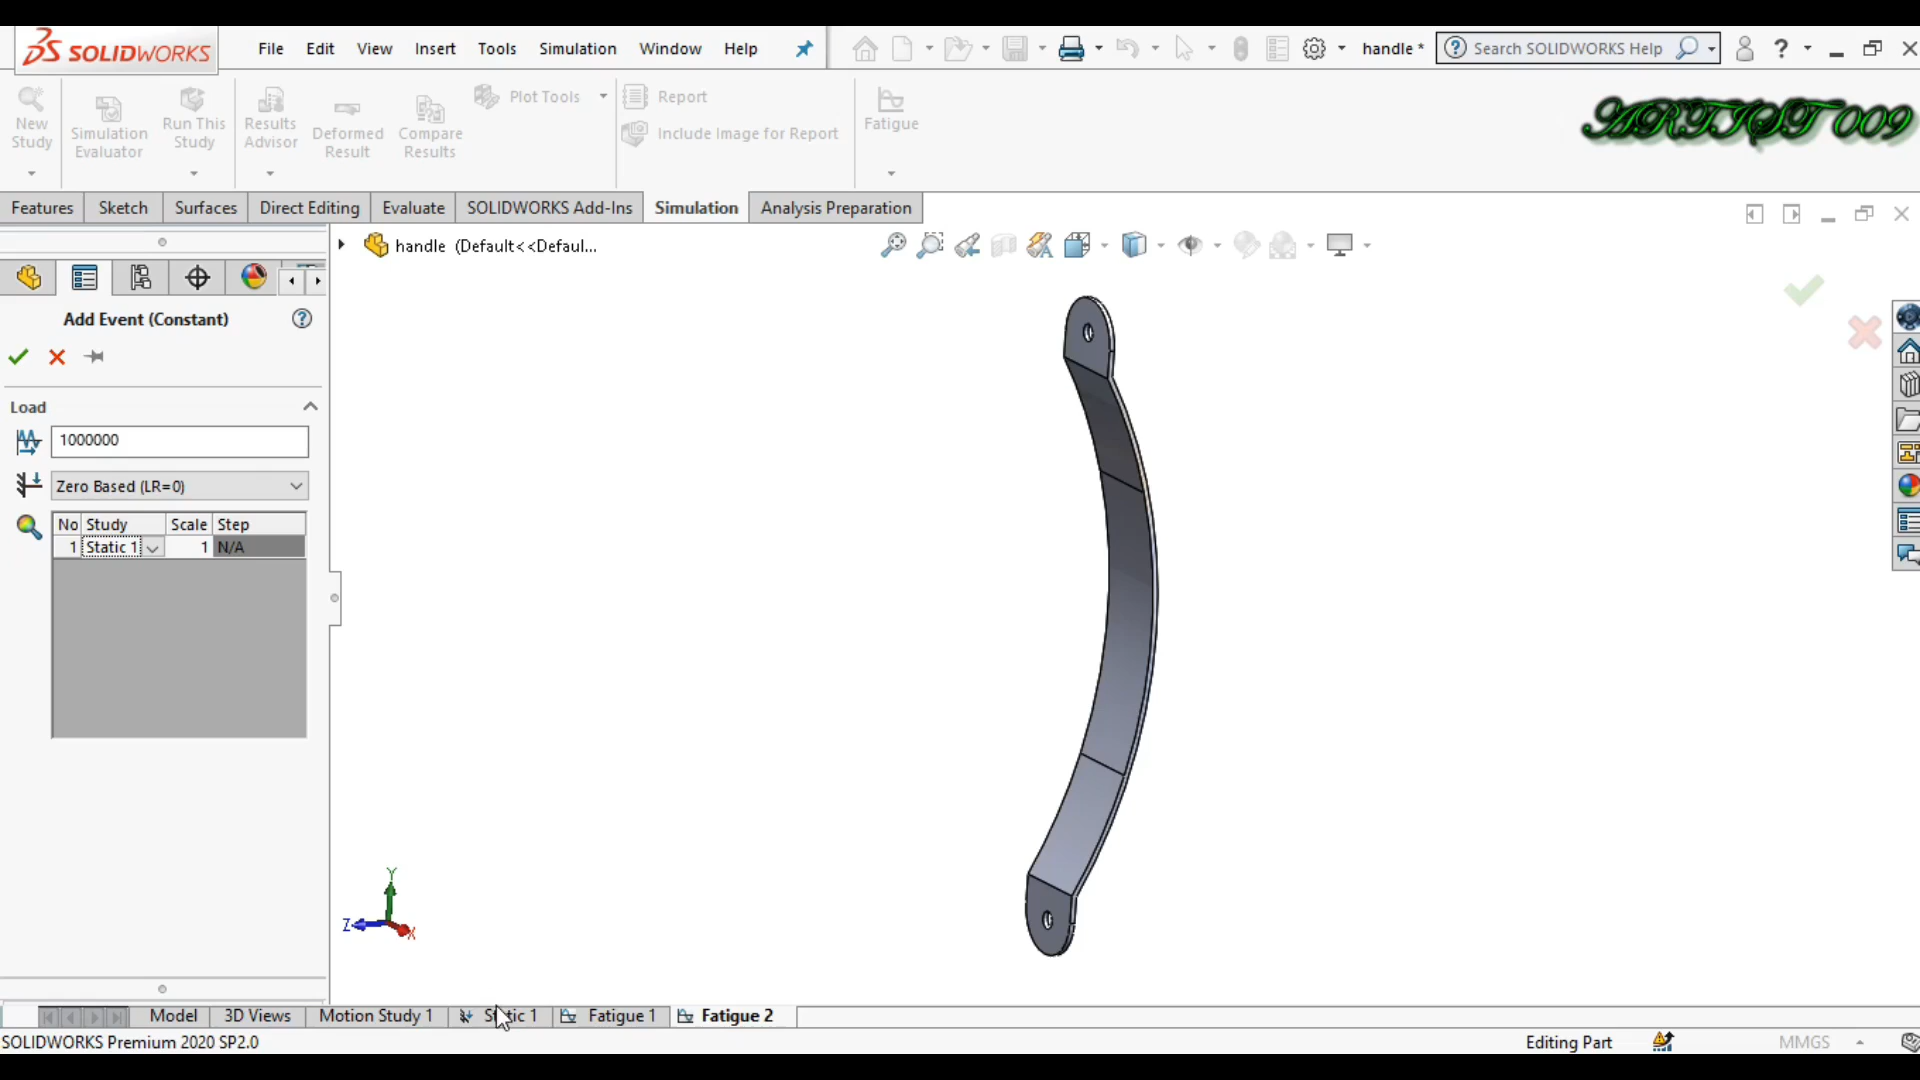 SOLIDWORKS File Edit View Insert Tools Simulation Window Help handle * Search SOLIDWORKS Help ?
New Study
Simulation Evaluator
Run This Study
Results Advisor
Deformed Result
Compare Results
Plot Tools
Report
Include Image for Report
Fatigue
ARTIST 009
Features Sketch Surfaces Direct Editing Evaluate SOLIDWORKS Add-Ins Simulation Analysis Preparation
handle (Default<<Defaul...
Add Event (Constant)
Load
1000000
Zero Based (LR=0)
No Study Scale Step
1 Static 1 1 N/A
Y
Z
X
Model 3D Views Motion Study 1 Static 1 Fatigue 1 Fatigue 2
SOLIDWORKS Premium 2020 SP2.0 Editing Part MMGS